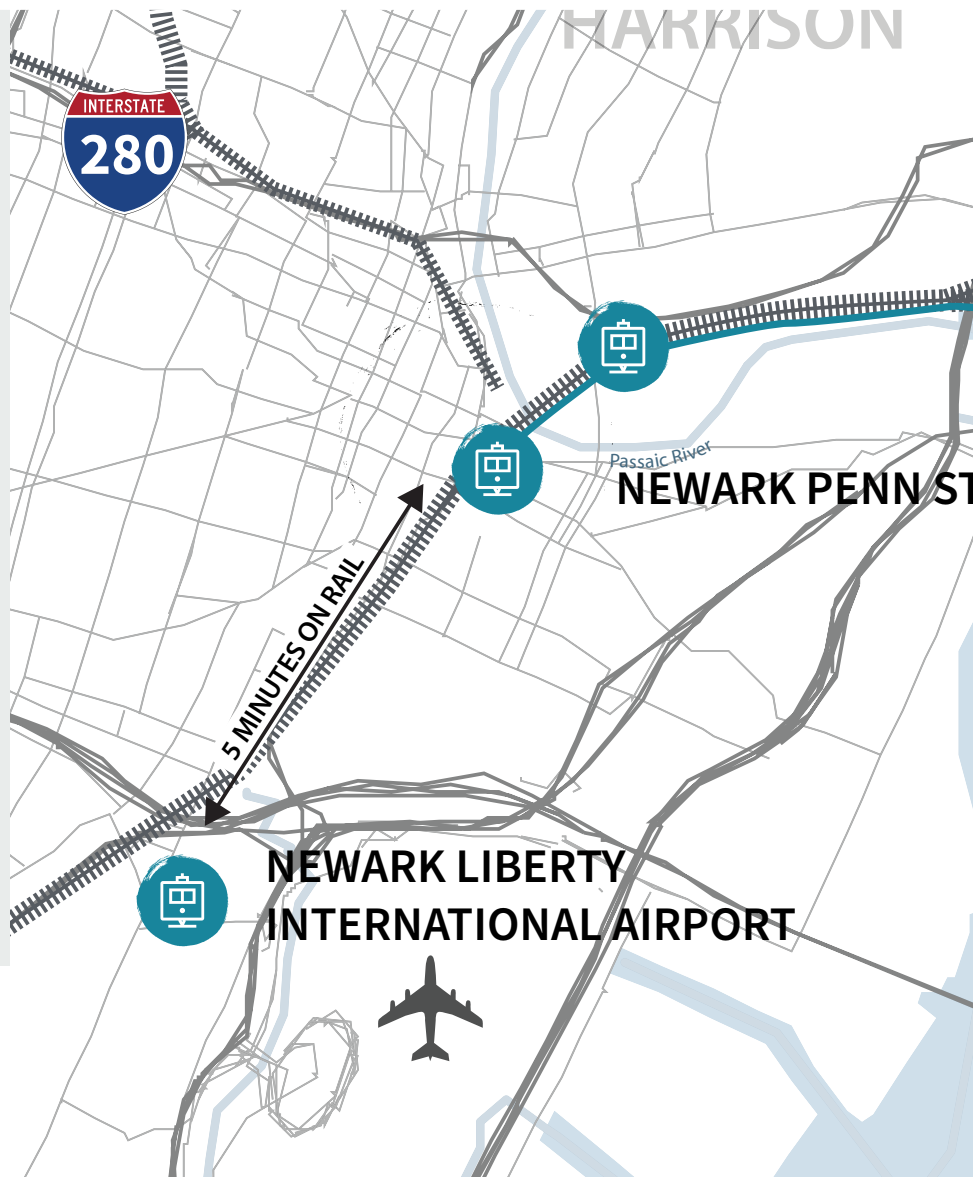 HARRISON
INTERSTATE
280
Passaic River
NEWARK PENN ST
5 MINUTES ON RAIL
NEWARK LIBERTY
INTERNATIONAL AIRPORT